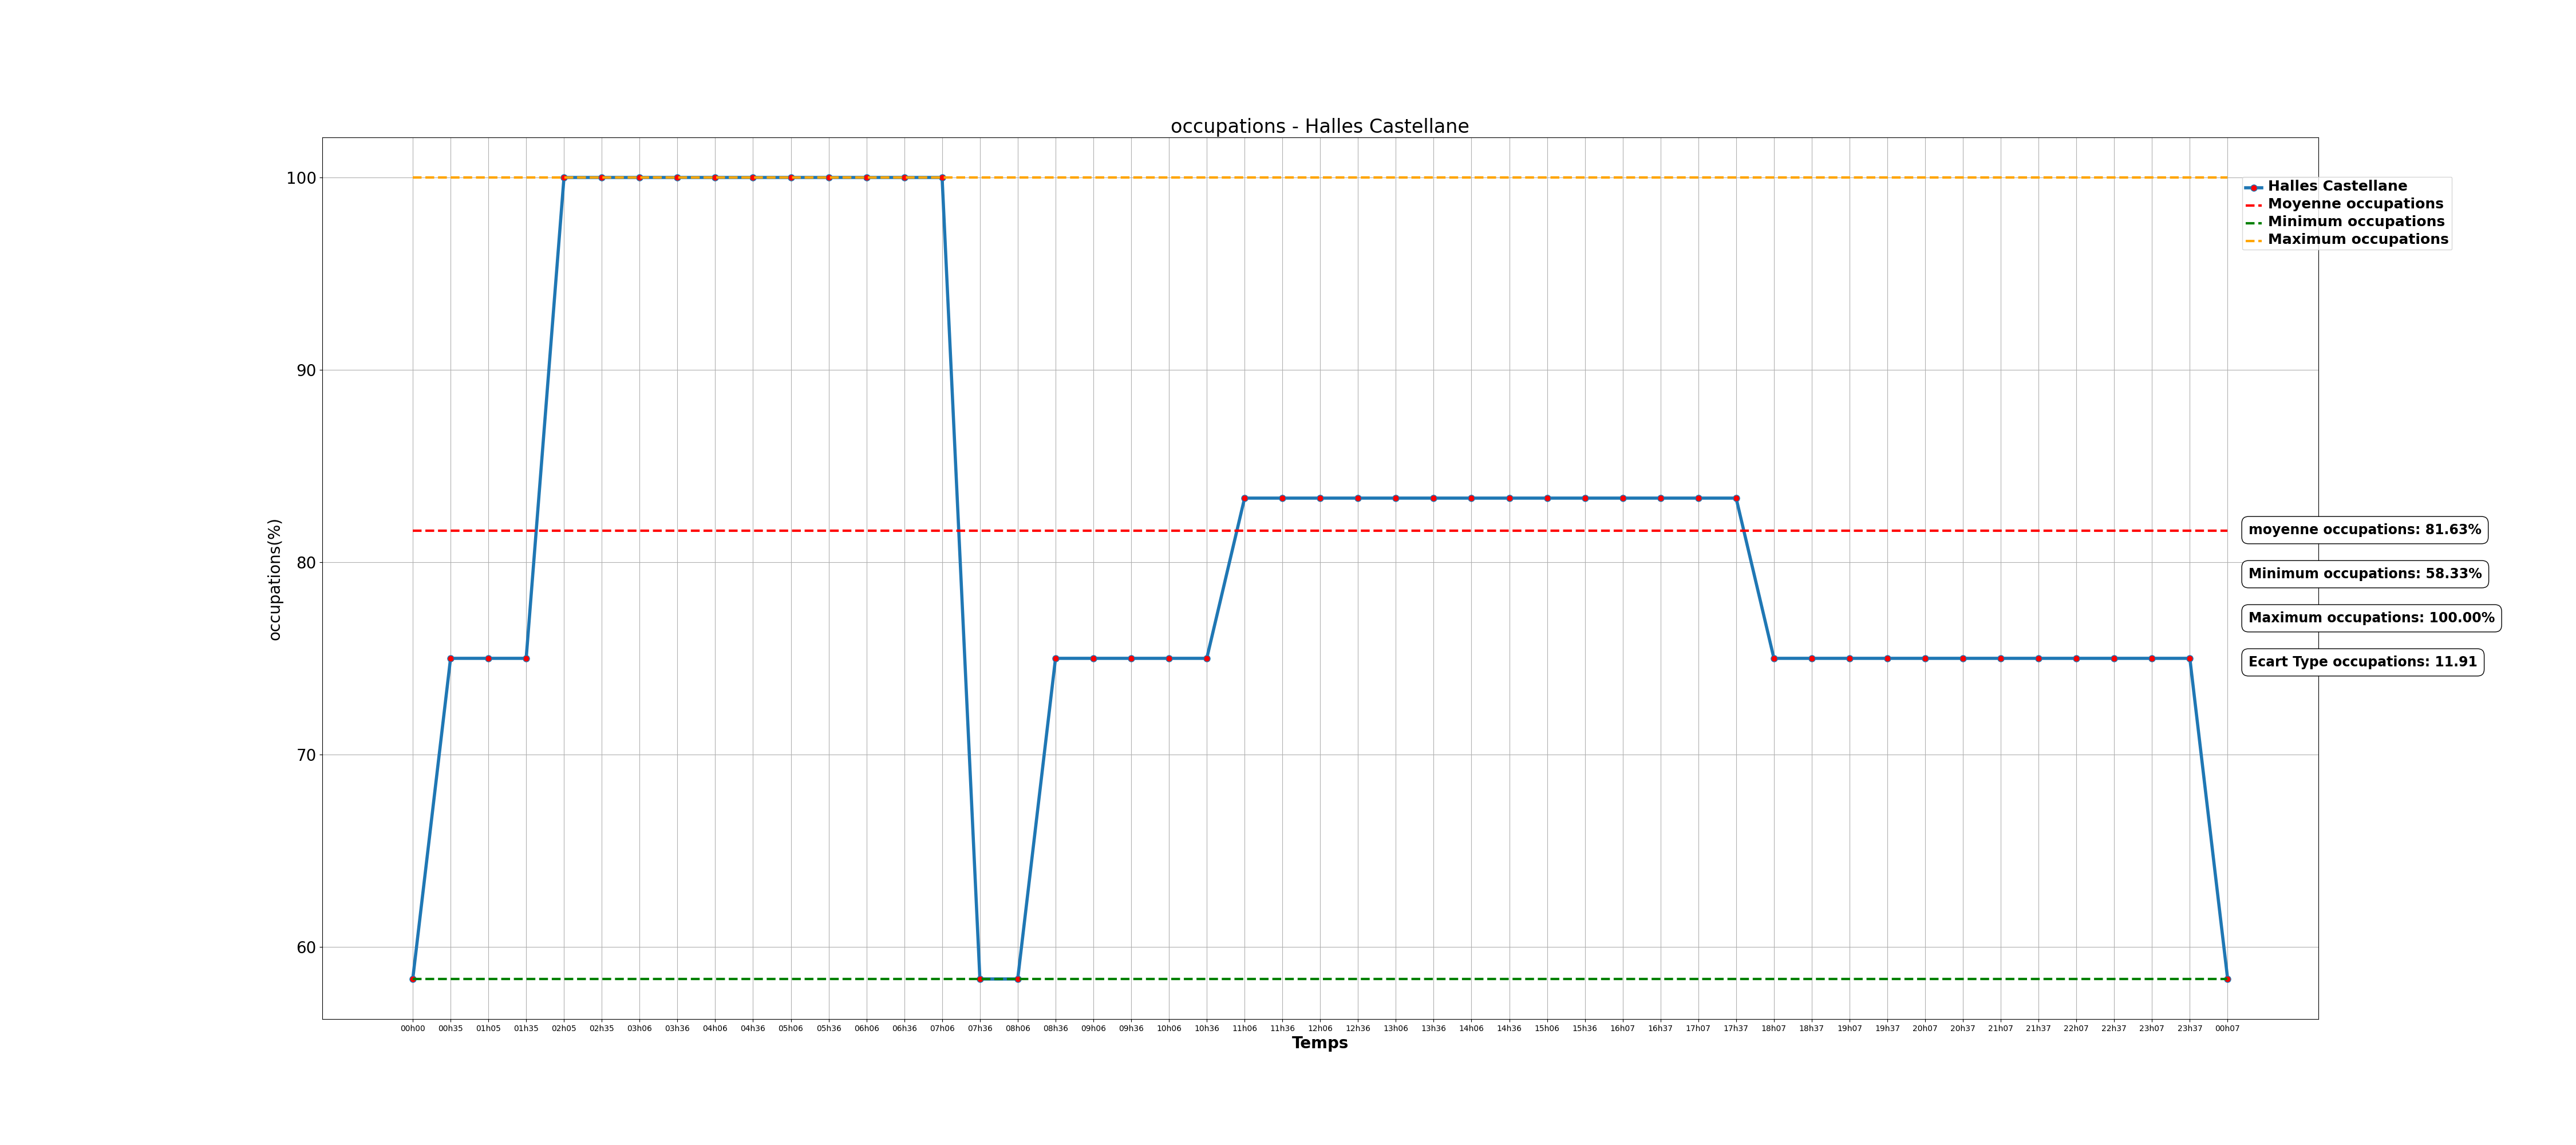 occupations - Halles Castellane
100
90
80
70
60
occupations(%)
Halles Castellane
Moyenne occupations
Minimum occupations
Maximum occupations
moyenne occupations: 81.63%
Minimum occupations: 58.33%
Maximum occupations: 100.00%
Ecart Type occupations: 11.91
00h00 00h35 01h05 01h35 02h05 02h35 03h06 03h36 04h06 04h36 05h06 05h36 06h06 06h36 07h06 07h36 08h06 08h36 09h06 09h36 10h06 10h36 11h06 11h36 12h06 12h36 13h06 13h36 14h06 14h36 15h06 15h36 16h07 16h37 17h07 17h37 18h07 18h37 19h07 19h37 20h07 20h37 21h07 21h37 22h07 22h37 23h07 23h37 00h07
Temps